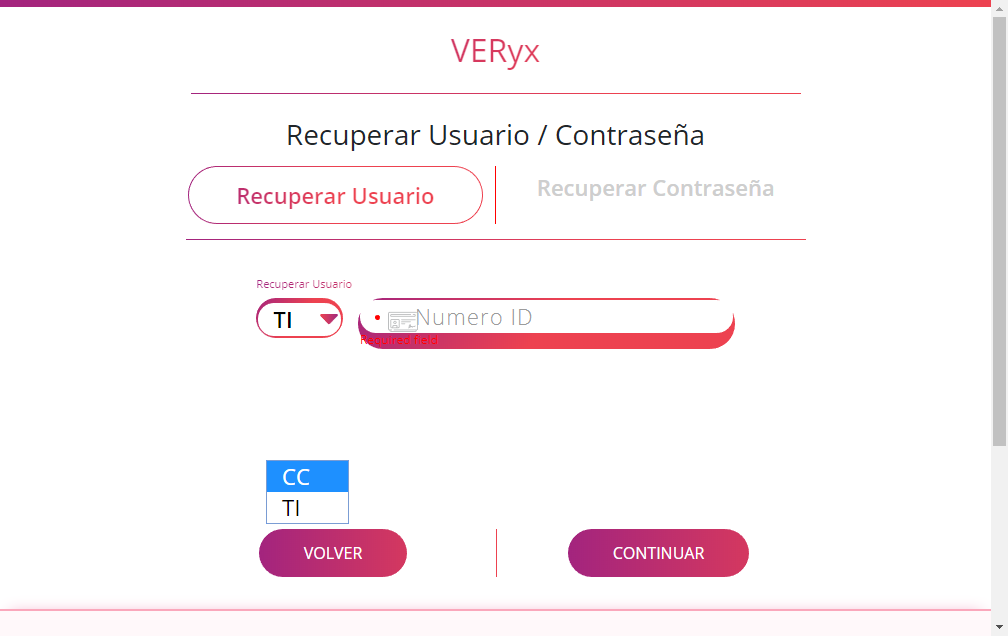 VERyx
Recuperar Usuario / Contraseña
Recuperar Usuario
Recuperar Contraseña
Recuperar Usuario
TI
Numero ID
Required field
CC
TI
VOLVER
CONTINUAR